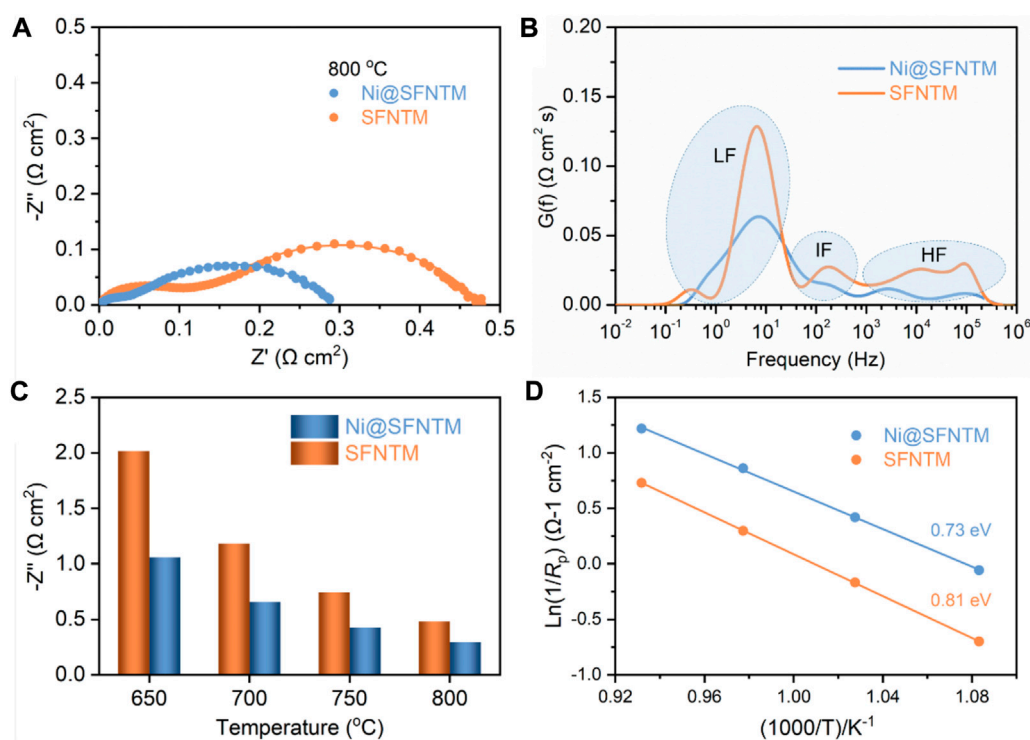 A
0.5
0.4
0.3
0.2
0.1
0.0
-Z" (Ω cm²)
800 °C
Ni@SFNTM
SFNTM
0.0 0.1 0.2 0.3 0.4 0.5
Z' (Ω cm²)
B
0.20
0.15
0.10
0.05
0.00
G(f) (Ω cm² s)
Ni@SFNTM
SFNTM
LF
IF
HF
10⁻² 10⁻¹ 10⁰ 10¹ 10² 10³ 10⁴ 10⁵ 10⁶
Frequency (Hz)
C
2.5
2.0
1.5
1.0
0.5
0.0
-Z" (Ω cm²)
Ni@SFNTM
SFNTM
650 700 750 800
Temperature (°C)
D
1.5
1.0
0.5
0.0
-0.5
-1.0
Ln(1/Rₚ) (Ω-1 cm⁻²)
Ni@SFNTM
SFNTM
0.73 eV
0.81 eV
0.92 0.96 1.00 1.04 1.08
(1000/T)/K⁻¹